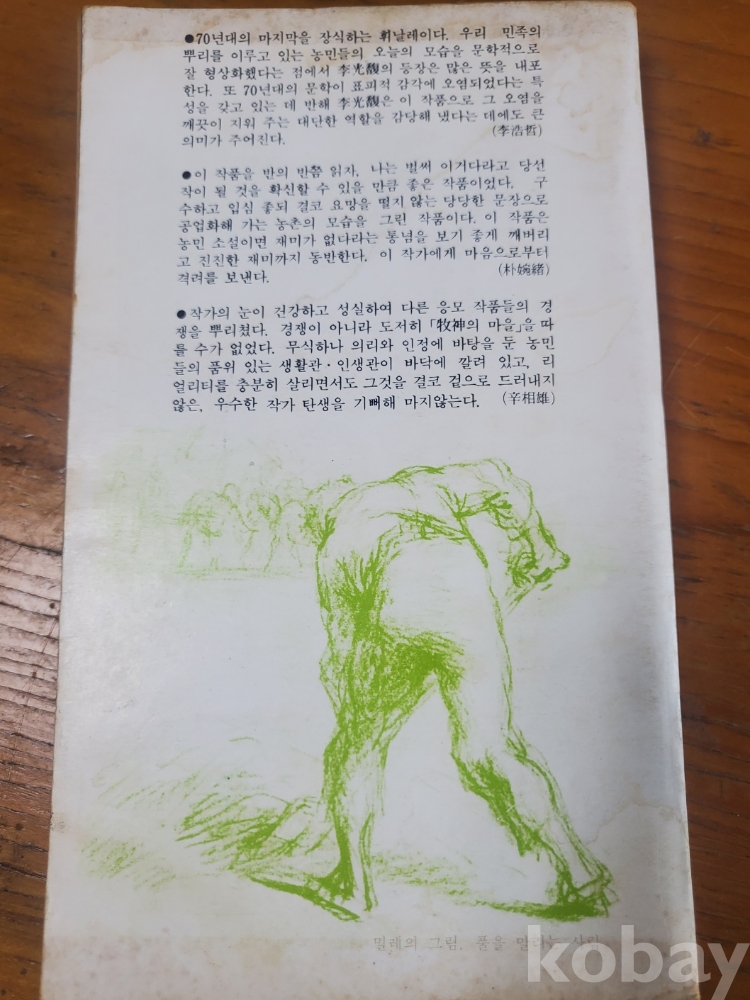 ●70년대의 마지막을 장식하는 휘날레이다. 우리 민족의
뿌리를 이루고 있는 농민들의 오늘의 모습을 문학적으로
잘 형상화했다는 점에서 李光馥의 등장은 많은 뜻을 내포
한다. 또 70년대의 문학이 표피적 감각에 오염되었다는 특
성을 갖고 있는 데 반해 李光馥은 이 작품으로 그 오염을
깨끗이 지워 주는 대단한 역할을 감당해 냈다는 데에도 큰
의미가 주어진다. (李浩哲)
●이 작품을 반의 반쯤 읽자, 나는 벌써 이거다라고 당선
작이 될 것을 확신할 수 있을 만큼 좋은 작품이었다. 구
수하고 입심 좋되 결코 요망을 떨지 않는 당당한 문장으로
공업화해 가는 농촌의 모습을 그린 작품이다. 이 작품은
농민 소설이면 재미가 없다라는 통념을 보기 좋게 깨버리
고 진진한 재미까지 동반한다. 이 작가에게 마음으로부터
격려를 보낸다. (朴婉緖)
●작가의 눈이 건강하고 성실하여 다른 응모 작품들의 경
쟁을 뿌리쳤다. 경쟁이 아니라 도저히 「牧神의 마을」을 따
를 수가 없었다. 무식하나 의리와 인정에 바탕을 둔 농민
들의 품위 있는 생활관·인생관이 바닥에 깔려 있고, 리
얼리티를 충분히 살리면서도 그것을 결코 겉으로 드러내지
않은, 우수한 작가 탄생을 기뻐해 마지않는다. (辛相雄)
밀레의 그림. 풀을 말리는 사람
kobay